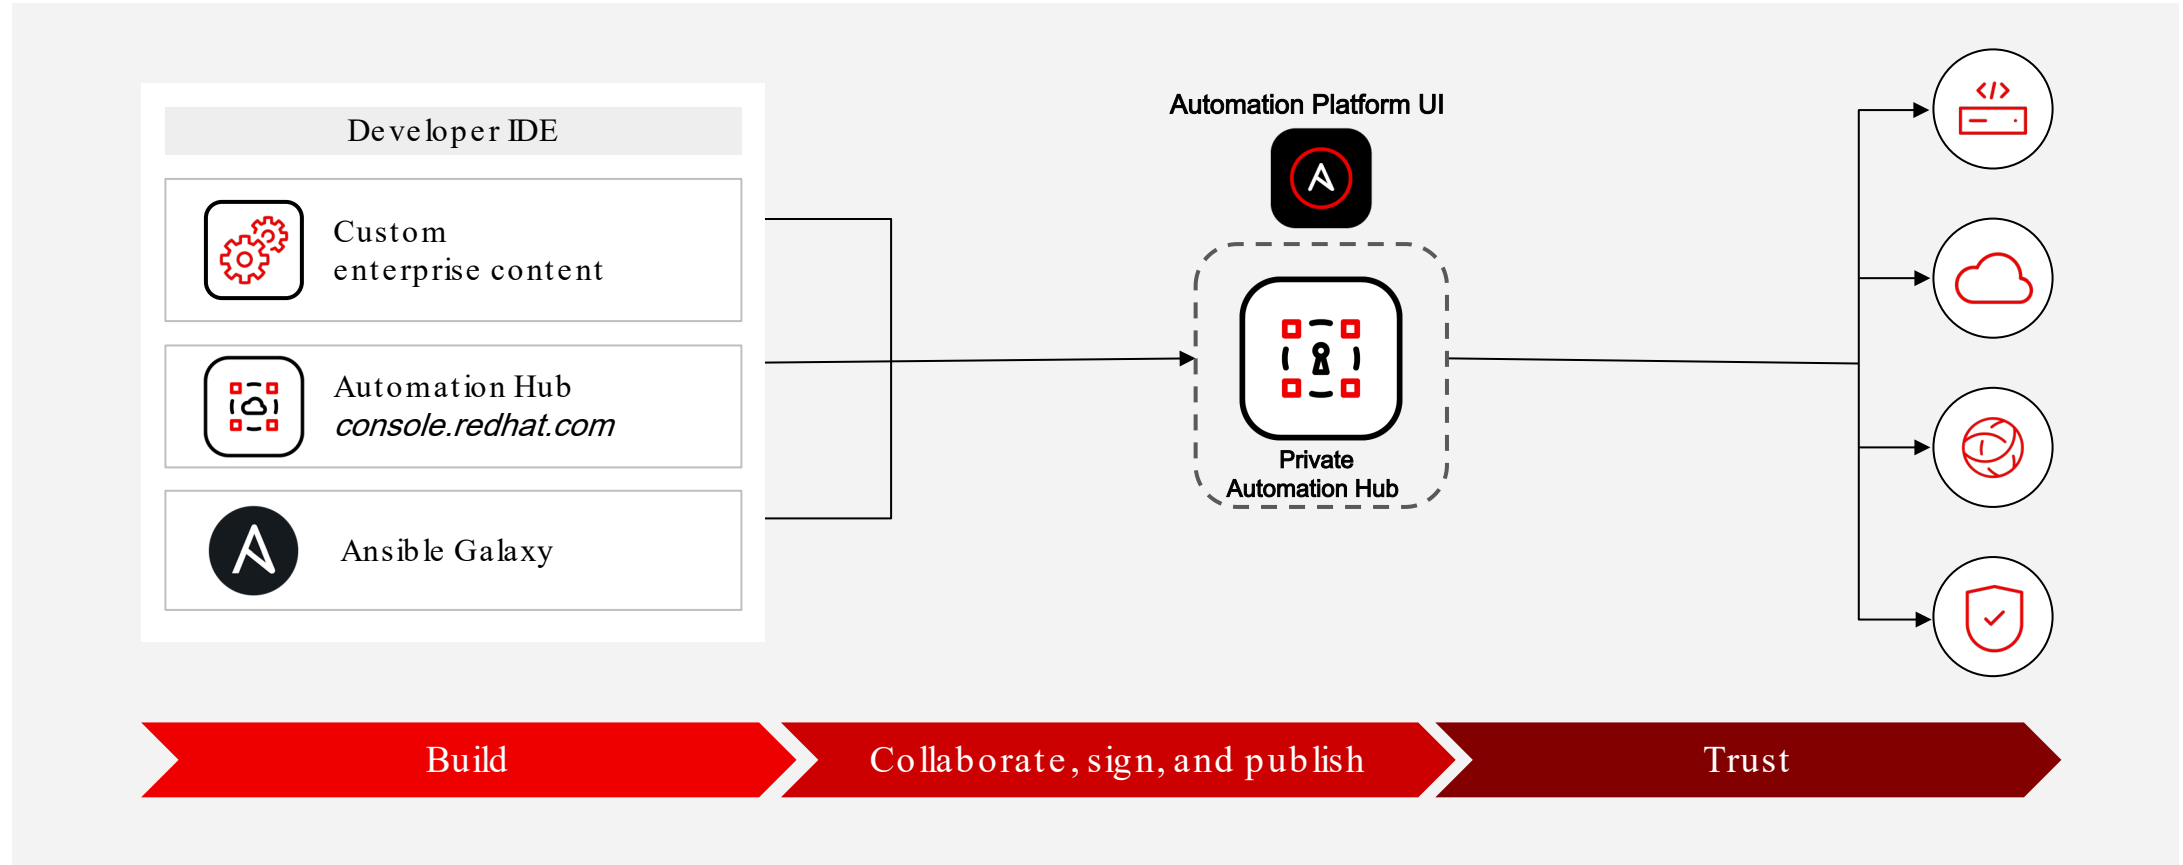 Developer IDE
Custom
enterprise content
Automation Hub
console.redhat.com
Ansible Galaxy
Automation Platform UI
Private
Automation Hub
</>
Build
Collaborate, sign, and publish
Trust